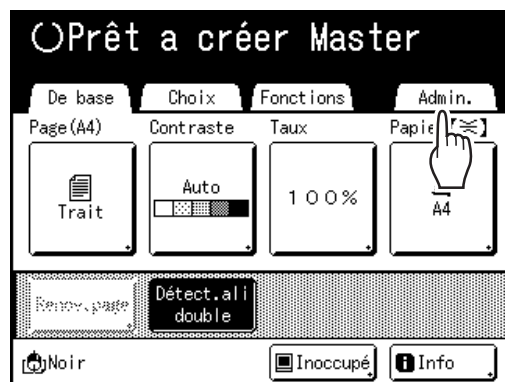 Prêt a créer Master
De base Choix Fonctions Admin.
Page(A4) Contraste Taux
Trait Auto 100% A4
Détect.ali
Renov.page double
Noir Inoccupé Info